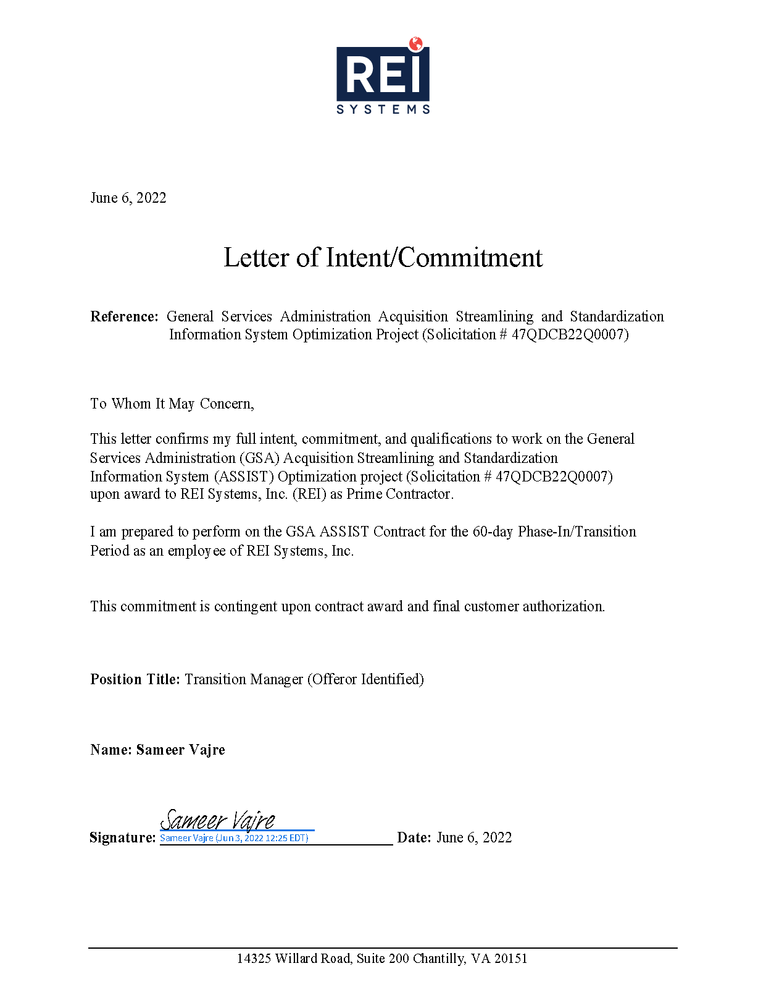 REI
SYSTEMS
June 6, 2022
Letter of Intent/Commitment
Reference: General Services Administration Acquisition Streamlining and Standardization
Information System Optimization Project (Solicitation # 47QDCB22Q0007)
To Whom It May Concern,
This letter confirms my full intent, commitment, and qualifications to work on the General
Services Administration (GSA) Acquisition Streamlining and Standardization
Information System (ASSIST) Optimization project (Solicitation # 47QDCB22Q0007)
upon award to REI Systems, Inc. (REI) as Prime Contractor.
I am prepared to perform on the GSA ASSIST Contract for the 60-day Phase-In/Transition
Period as an employee of REI Systems, Inc.
This commitment is contingent upon contract award and final customer authorization.
Position Title: Transition Manager (Offeror Identified)
Name: Sameer Vajre
Sameer Vajre
Signature: Sameer Vajre (Jun 3, 2022 12:25 EDT) Date: June 6, 2022
14325 Willard Road, Suite 200 Chantilly, VA 20151